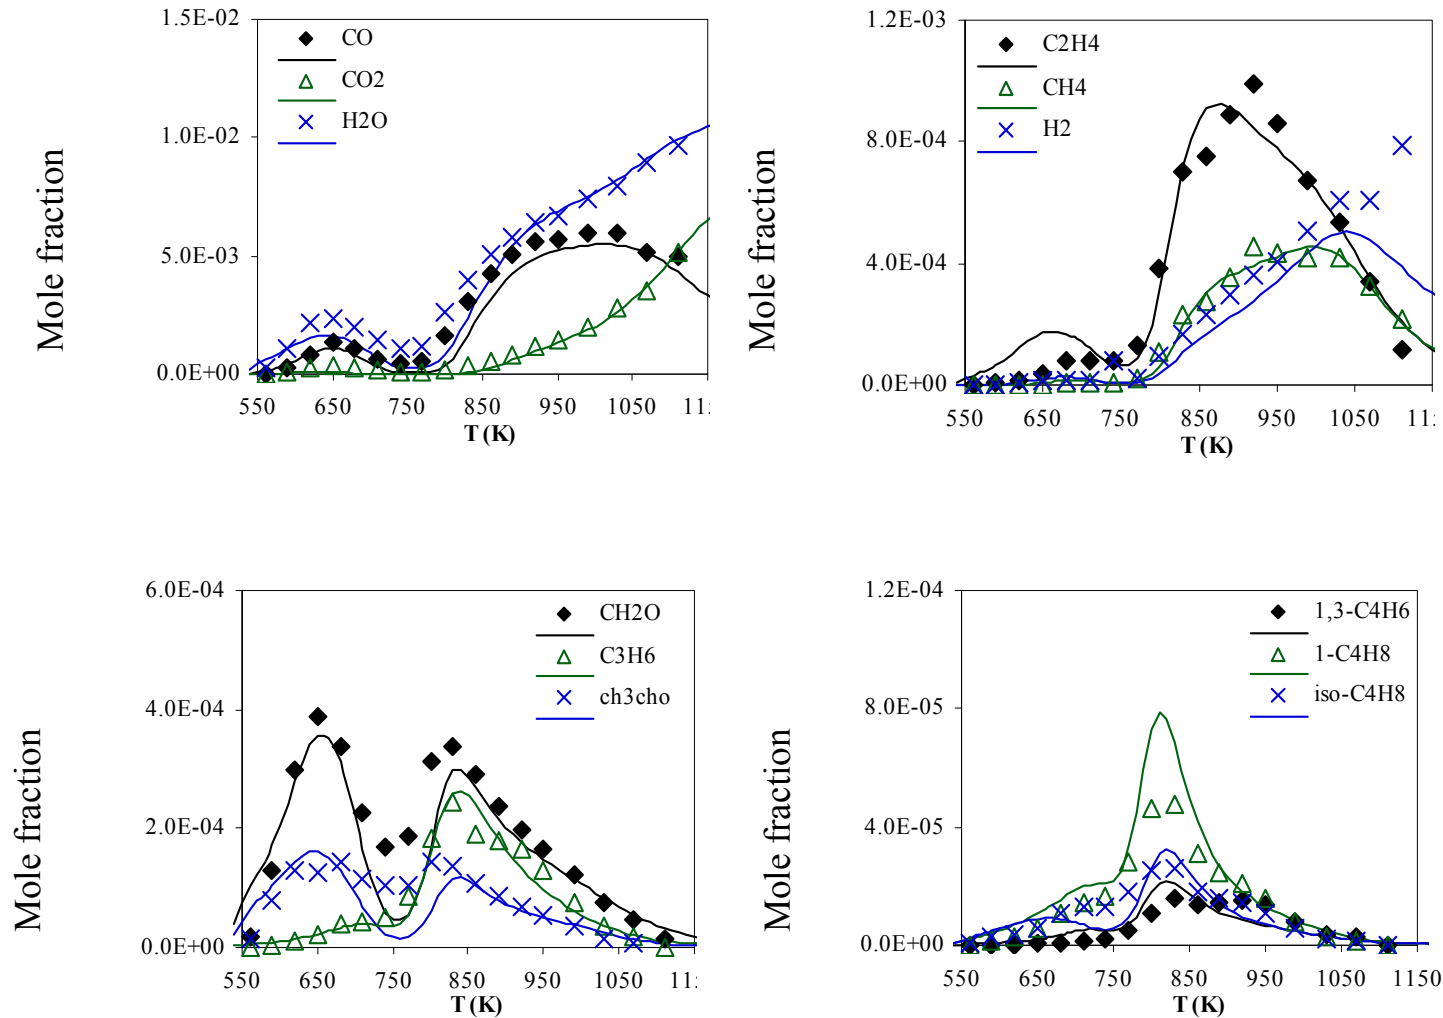 1.5E-02
1.0E-02
5.0E-03
0.0E+00
CO
CO2
H2O
Mole fraction
550 650 750 850 950 1050 115
T (K)
1.2E-03
8.0E-04
4.0E-04
0.0E+00
C2H4
CH4
H2
Mole fraction
550 650 750 850 950 1050 115
T (K)
6.0E-04
4.0E-04
2.0E-04
0.0E+00
CH2O
C3H6
ch3cho
Mole fraction
550 650 750 850 950 1050 115
T (K)
1.2E-04
8.0E-05
4.0E-05
0.0E+00
1,3-C4H6
1-C4H8
iso-C4H8
Mole fraction
550 650 750 850 950 1050 1150
T (K)